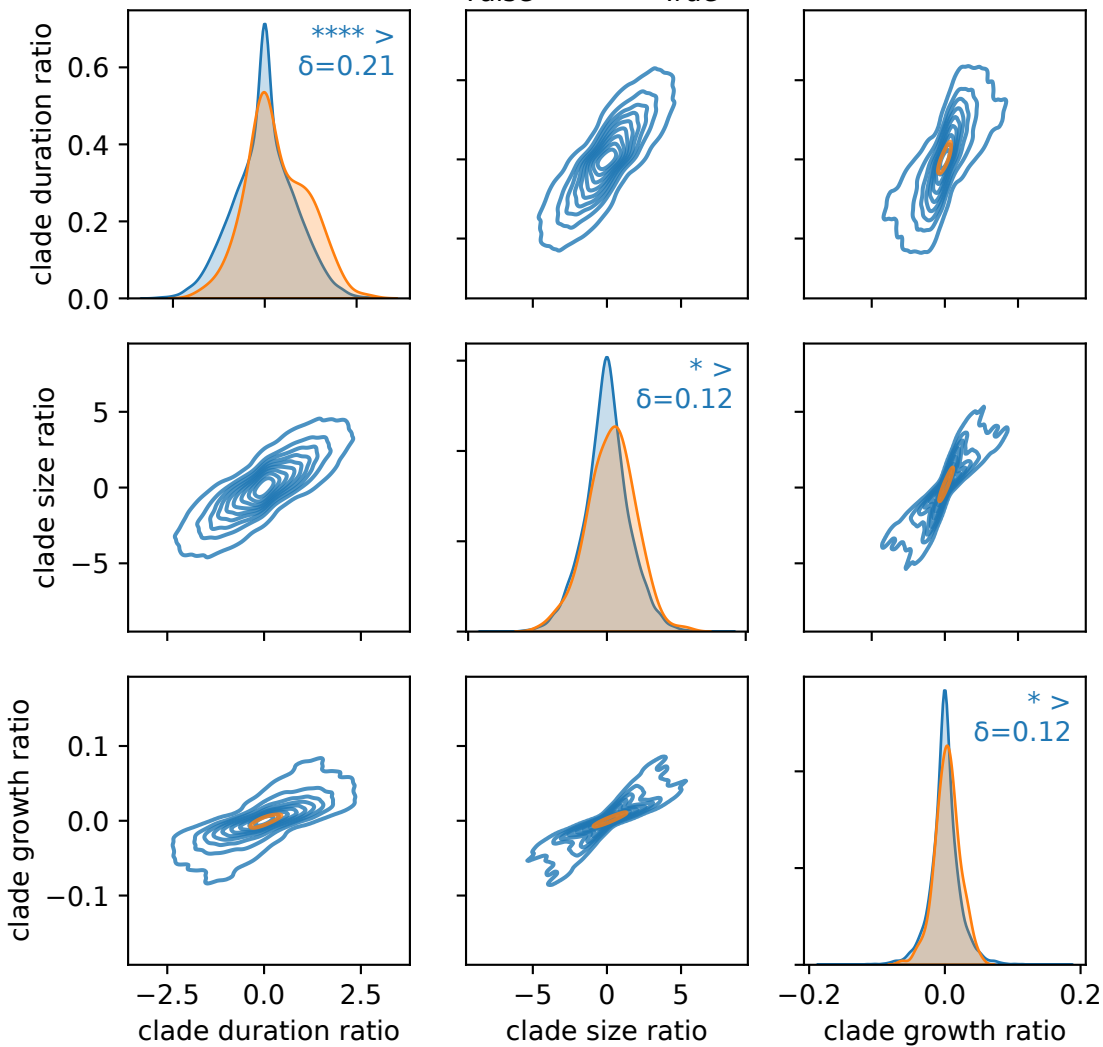 **** >
δ=0.21
clade duration ratio
0.6
0.4
0.2
0.0
* >
δ=0.12
clade size ratio
5
0
−5
* >
δ=0.12
clade growth ratio
0.1
0.0
−0.1
−2.5 0.0 2.5
−5 0 5
−0.2 0.0 0.2
clade duration ratio
clade size ratio
clade growth ratio